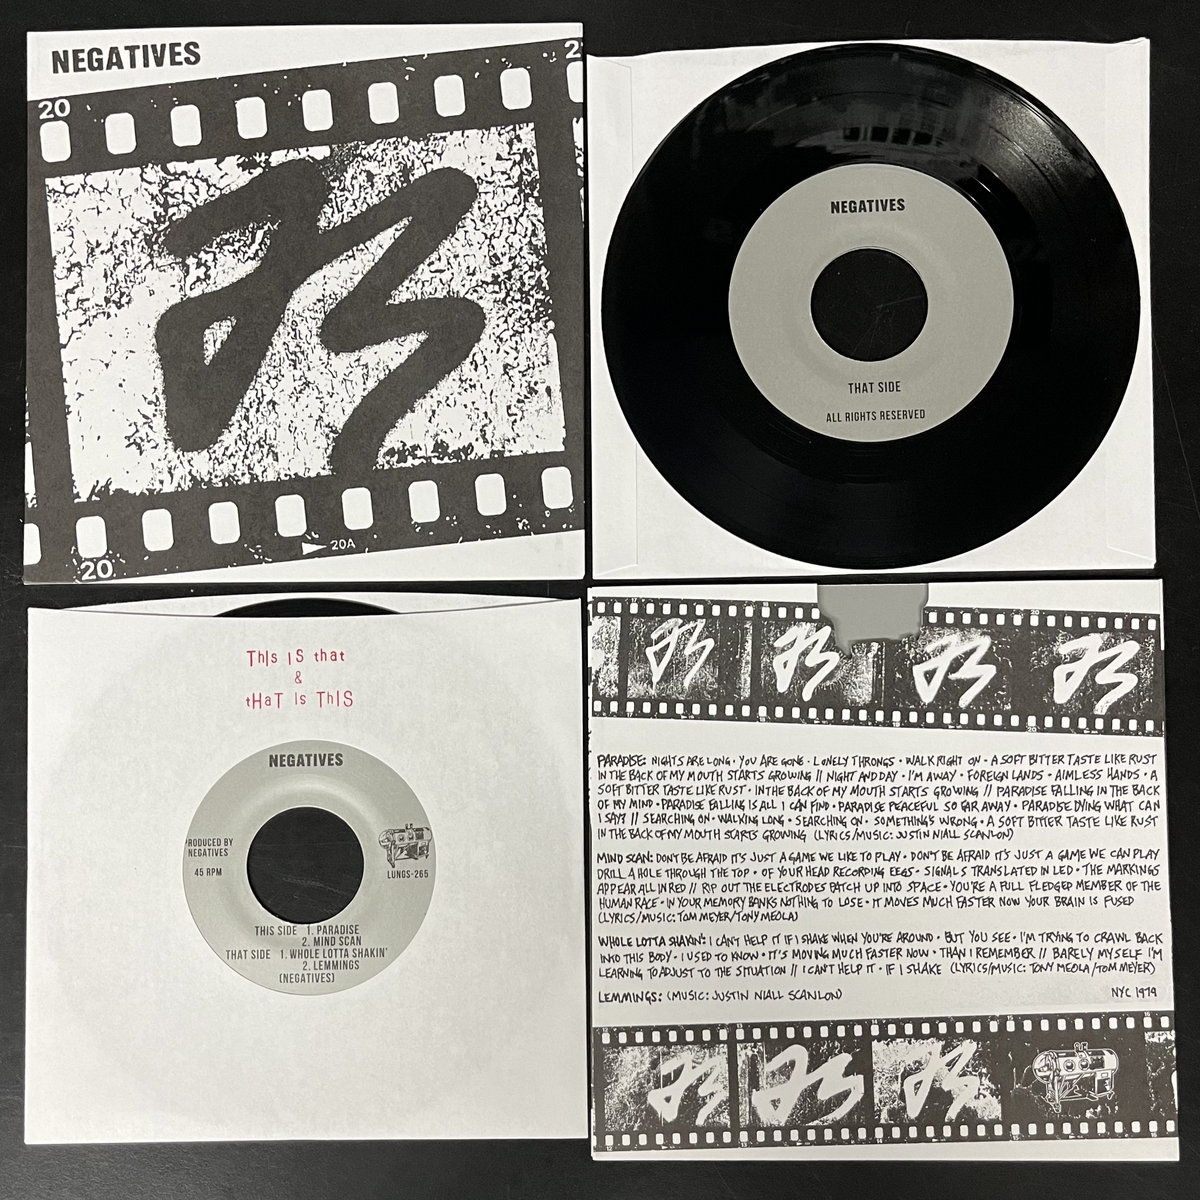 NEGATIVES
20
2
20
20A
NEGATIVES
THAT SIDE
ALL RIGHTS RESERVED
ThIs IS that
&
tHaT Is ThIS
NEGATIVES
PRODUCED BY
NEGATIVES
45 RPM
LUNGS-265
THIS SIDE 1. PARADISE
2. MIND SCAN
THAT SIDE 1. WHOLE LOTTA SHAKIN'
2. LEMMINGS
(NEGATIVES)
PARADISE: NIGHTS ARE LONG • YOU ARE GONE • LONELY THRONGS • WALK RIGHT ON • A SOFT BITTER TASTE LIKE RUST
IN THE BACK OF MY MOUTH STARTS GROWING // NIGHT AND DAY • I'M AWAY • FOREIGN LANDS • AIMLESS HANDS • A
SOFT BITTER TASTE LIKE RUST • IN THE BACK OF MY MOUTH STARTS GROWING // PARADISE FALLING IN THE BACK
OF MY MIND • PARADISE FALLING IS ALL I CAN FIND • PARADISE PEACEFUL SO FAR AWAY • PARADISE DYING WHAT CAN
I SAY? // SEARCHING ON • WALKING LONG • SEARCHING ON • SOMETHING'S WRONG • A SOFT BITTER TASTE LIKE RUST
IN THE BACK OF MY MOUTH STARTS GROWING (LYRICS/MUSIC: JUSTIN NIALL SCANLON)
MIND SCAN: DON'T BE AFRAID IT'S JUST A GAME WE LIKE TO PLAY • DON'T BE AFRAID IT'S JUST A GAME WE CAN PLAY
DRILL A HOLE THROUGH THE TOP • OF YOUR HEAD RECORDING EEGS • SIGNALS TRANSLATED IN LED • THE MARKINGS
APPEAR ALL IN RED // RIP OUT THE ELECTRODES PATCH UP INTO SPACE • YOU'RE A FULL FLEDGED MEMBER OF THE
HUMAN RACE • IN YOUR MEMORY BANKS NOTHING TO LOSE • IT MOVES MUCH FASTER NOW YOUR BRAIN IS FUSED
(LYRICS/MUSIC: TOM MEYER/TONY MEOLA)
WHOLE LOTTA SHAKIN': I CAN'T HELP IT IF I SHAKE WHEN YOU'RE AROUND • BUT YOU SEE • I'M TRYING TO CRAWL BACK
INTO THIS BODY • I USED TO KNOW • IT'S MOVING MUCH FASTER NOW • THAN I REMEMBER // BARELY MYSELF I'M
LEARNING TO ADJUST TO THE SITUATION // I CAN'T HELP IT • IF I SHAKE (LYRICS/MUSIC: TONY MEOLA/TOM MEYER)
LEMMINGS: (MUSIC: JUSTIN NIALL SCANLON)
NYC 1979